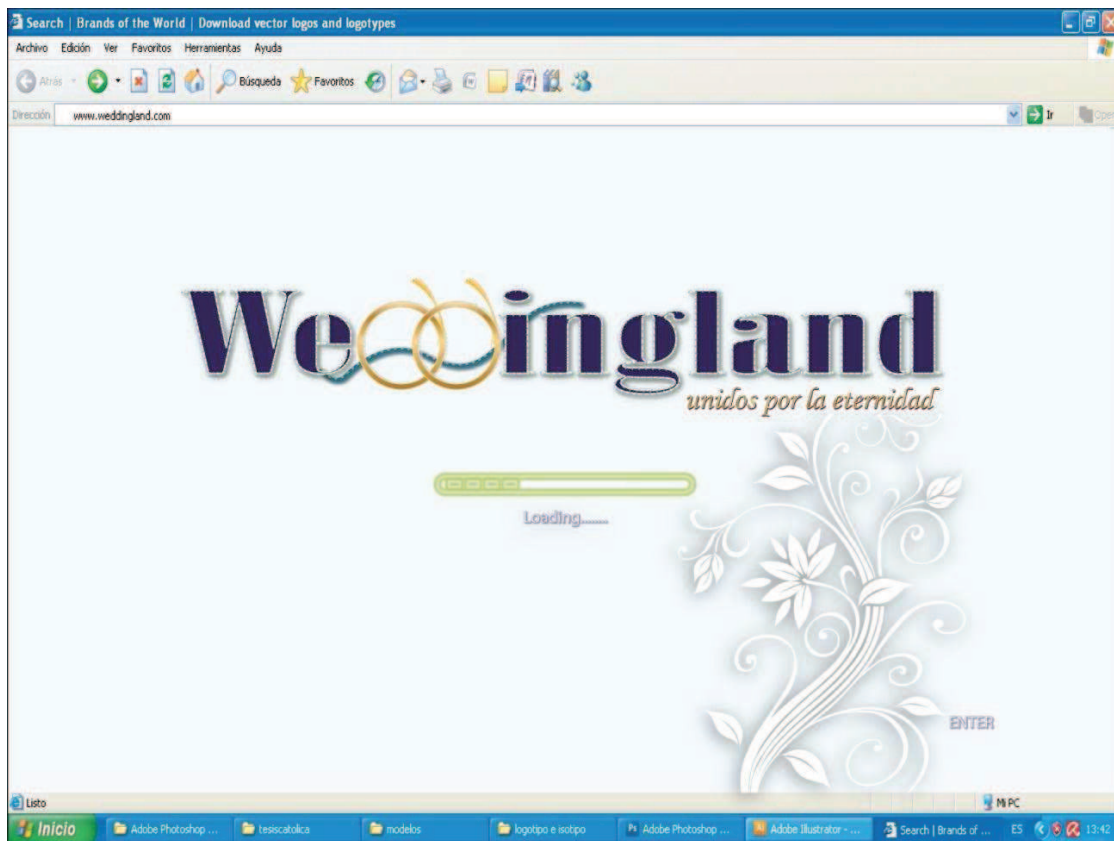 Search | Brands of the World | Download vector logos and logotypes
Archivo Edición Ver Favoritos Herramientas Ayuda
Atrás Búsqueda Favoritos
Dirección www.weddingland.com Ir
Weddingland
unidos por la eternidad
Loading.......
ENTER
Listo Mi PC
Inicio Adobe Photoshop ... tesiscatolica modelos logotipo e isotipo Ps Adobe Photoshop ... Adobe Illustrator - ... Search | Brands of ... ES 13:42